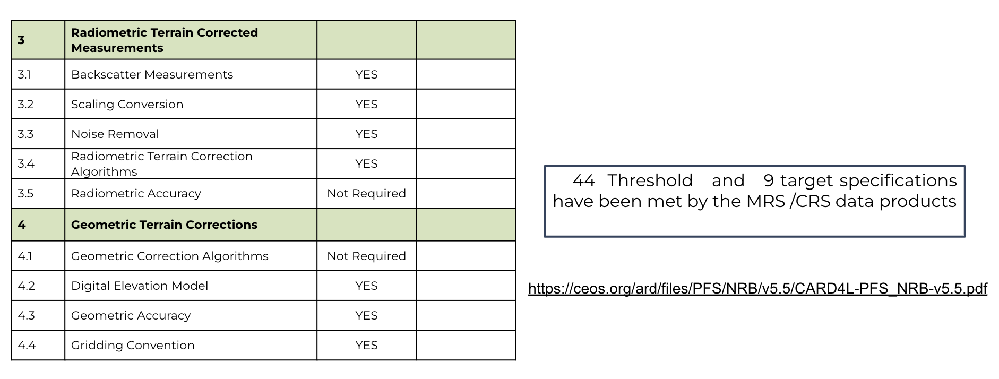 3
Radiometric Terrain Corrected
Measurements
3.1 Backscatter Measurements YES
3.2 Scaling Conversion YES
3.3 Noise Removal YES
3.4 Radiometric Terrain Correction
Algorithms YES
3.5 Radiometric Accuracy Not Required
4 Geometric Terrain Corrections
4.1 Geometric Correction Algorithms Not Required
4.2 Digital Elevation Model YES
4.3 Geometric Accuracy YES
4.4 Gridding Convention YES
44 Threshold and 9 target specifications
have been met by the MRS /CRS data products
https://ceos.org/ard/files/PFS/NRB/v5.5/CARD4L-PFS_NRB-v5.5.pdf